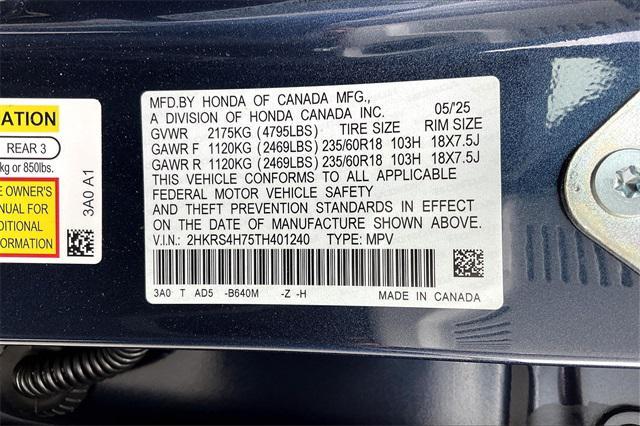 ATION
REAR 3
kg or 850lbs.
E OWNER'S
NUAL FOR
DITIONAL
FORMATION
3A0 A1
MFD.BY HONDA OF CANADA MFG.,
A DIVISION OF HONDA CANADA INC. 05/'25
GVWR 2175KG (4795LBS) TIRE SIZE RIM SIZE
GAWR F 1120KG (2469LBS) 235/60R18 103H 18X7.5J
GAWR R 1120KG (2469LBS) 235/60R18 103H 18X7.5J
THIS VEHICLE CONFORMS TO ALL APPLICABLE
FEDERAL MOTOR VEHICLE SAFETY
AND THEFT PREVENTION STANDARDS IN EFFECT
ON THE DATE OF MANUFACTURE SHOWN ABOVE.
V.I.N: 2HKRS4H75TH401240 TYPE: MPV
3A0 T AD5 -B640M -Z -H MADE IN CANADA